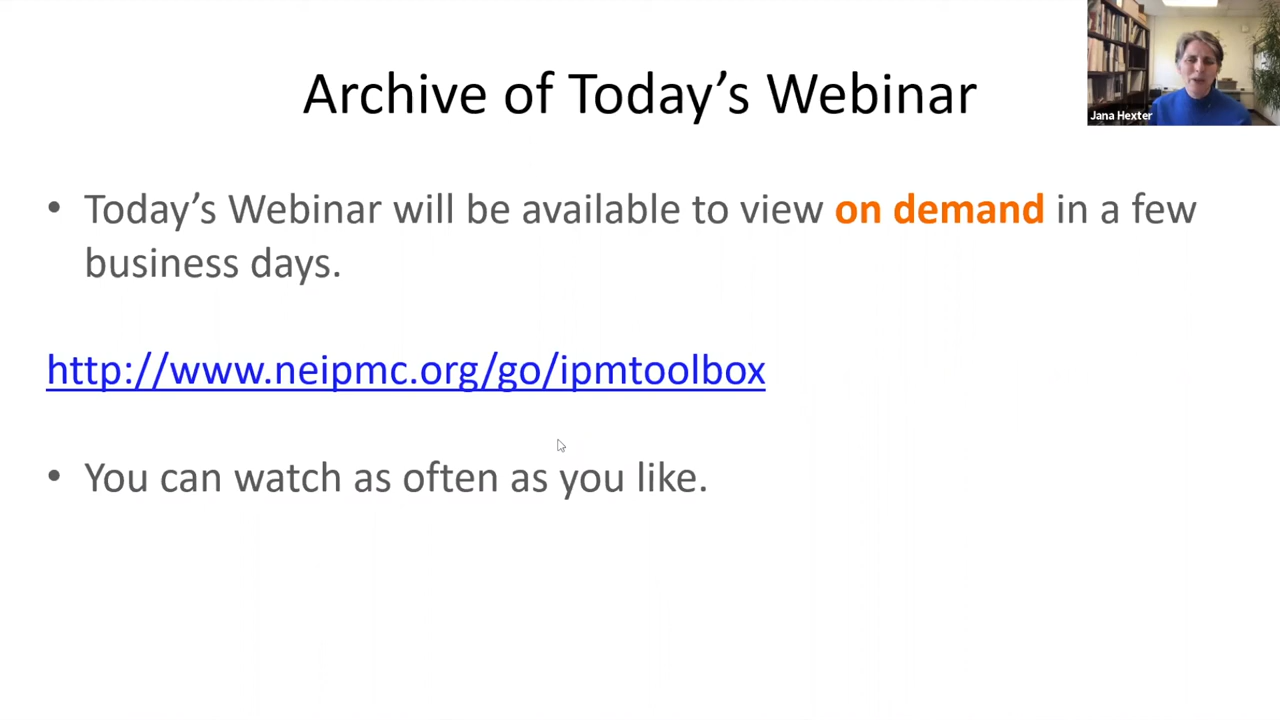 Archive of Today’s Webinar
Jana Hexter
• Today’s Webinar will be available to view on demand in a few
business days.
http://www.neipmc.org/go/ipmtoolbox
• You can watch as often as you like.